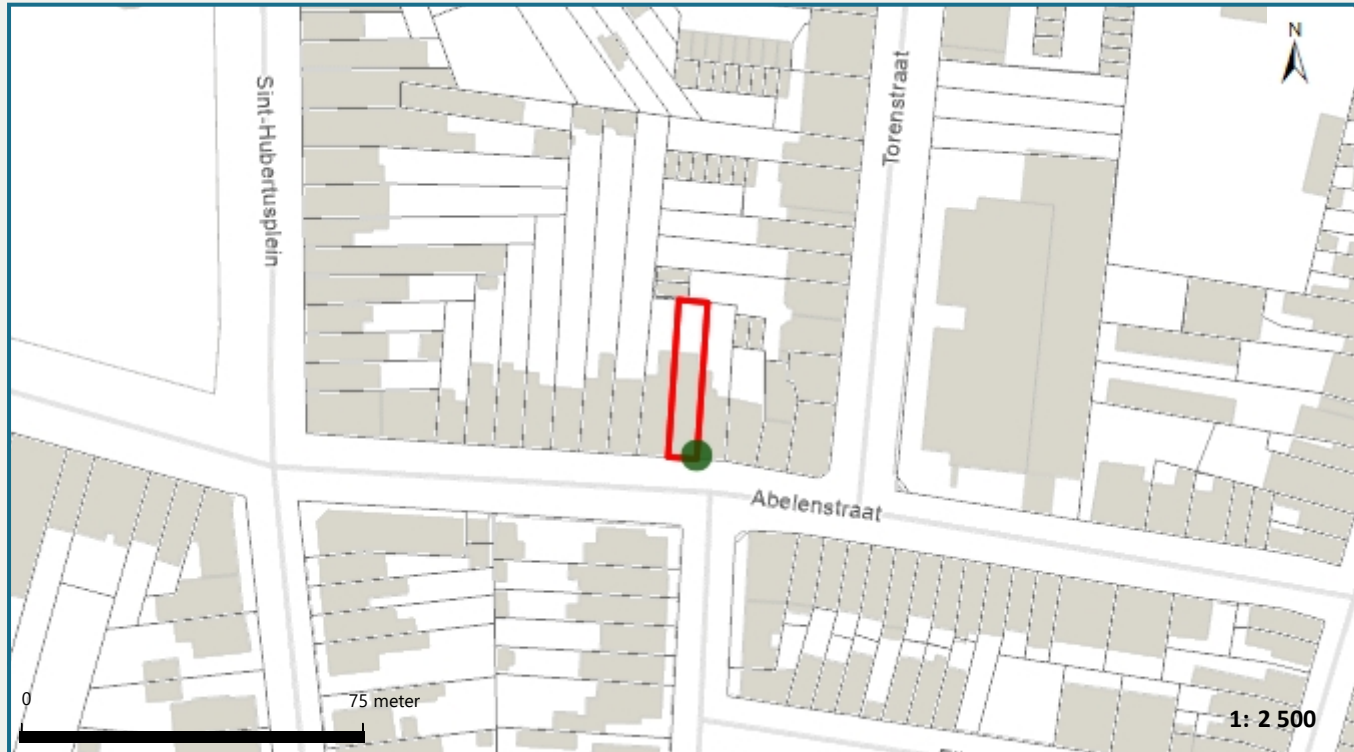 N
Sint-Hubertusplein
Torenstraat
Abelenstraat
0
75 meter
1: 2 500